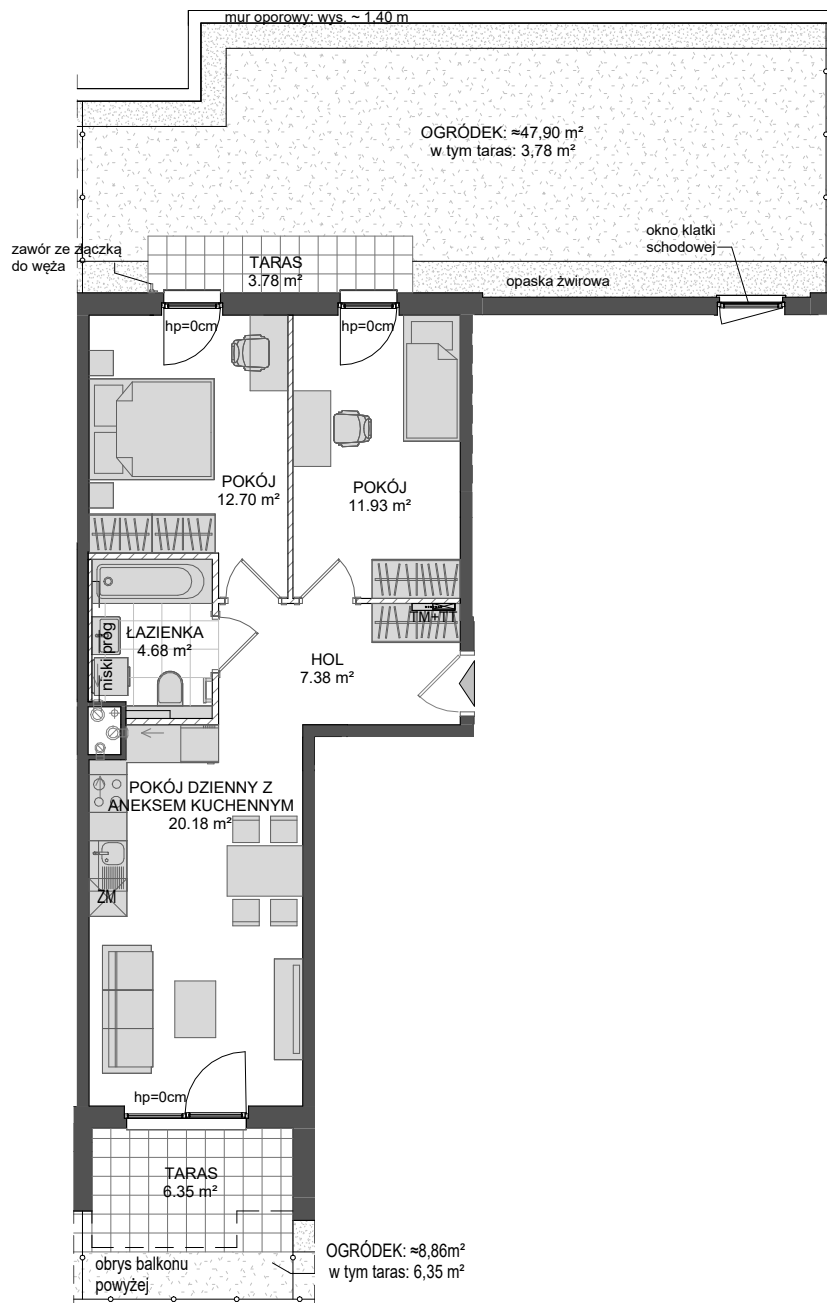 mur oporowy: wys. ~ 1.40 m
OGRÓDEK: ≈47,90 m²
w tym taras: 3,78 m²
okno klatki
schodowej
zawór ze złączką
do węża
TARAS
3.78 m²
opaska żwirowa
hp=0cm
hp=0cm
POKÓJ
12.70 m²
POKÓJ
11.93 m²
TM+TT
ŁAZIENKA
4.68 m²
niski próg
HOL
7.38 m²
POKÓJ DZIENNY Z
ANEKSEM KUCHENNYM
20.18 m²
ZM
hp=0cm
TARAS
6.35 m²
OGRÓDEK: ≈8,86m²
w tym taras: 6,35 m²
obrys balkonu
powyżej